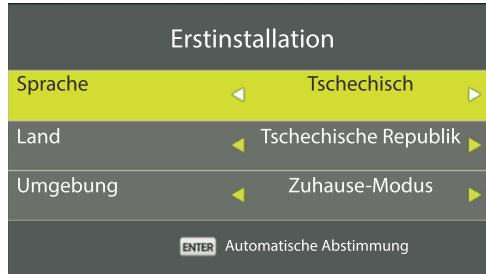 Erstinstallation
Sprache Tschechisch
Land Tschechische Republik
Umgebung Zuhause-Modus
ENTER Automatische Abstimmung